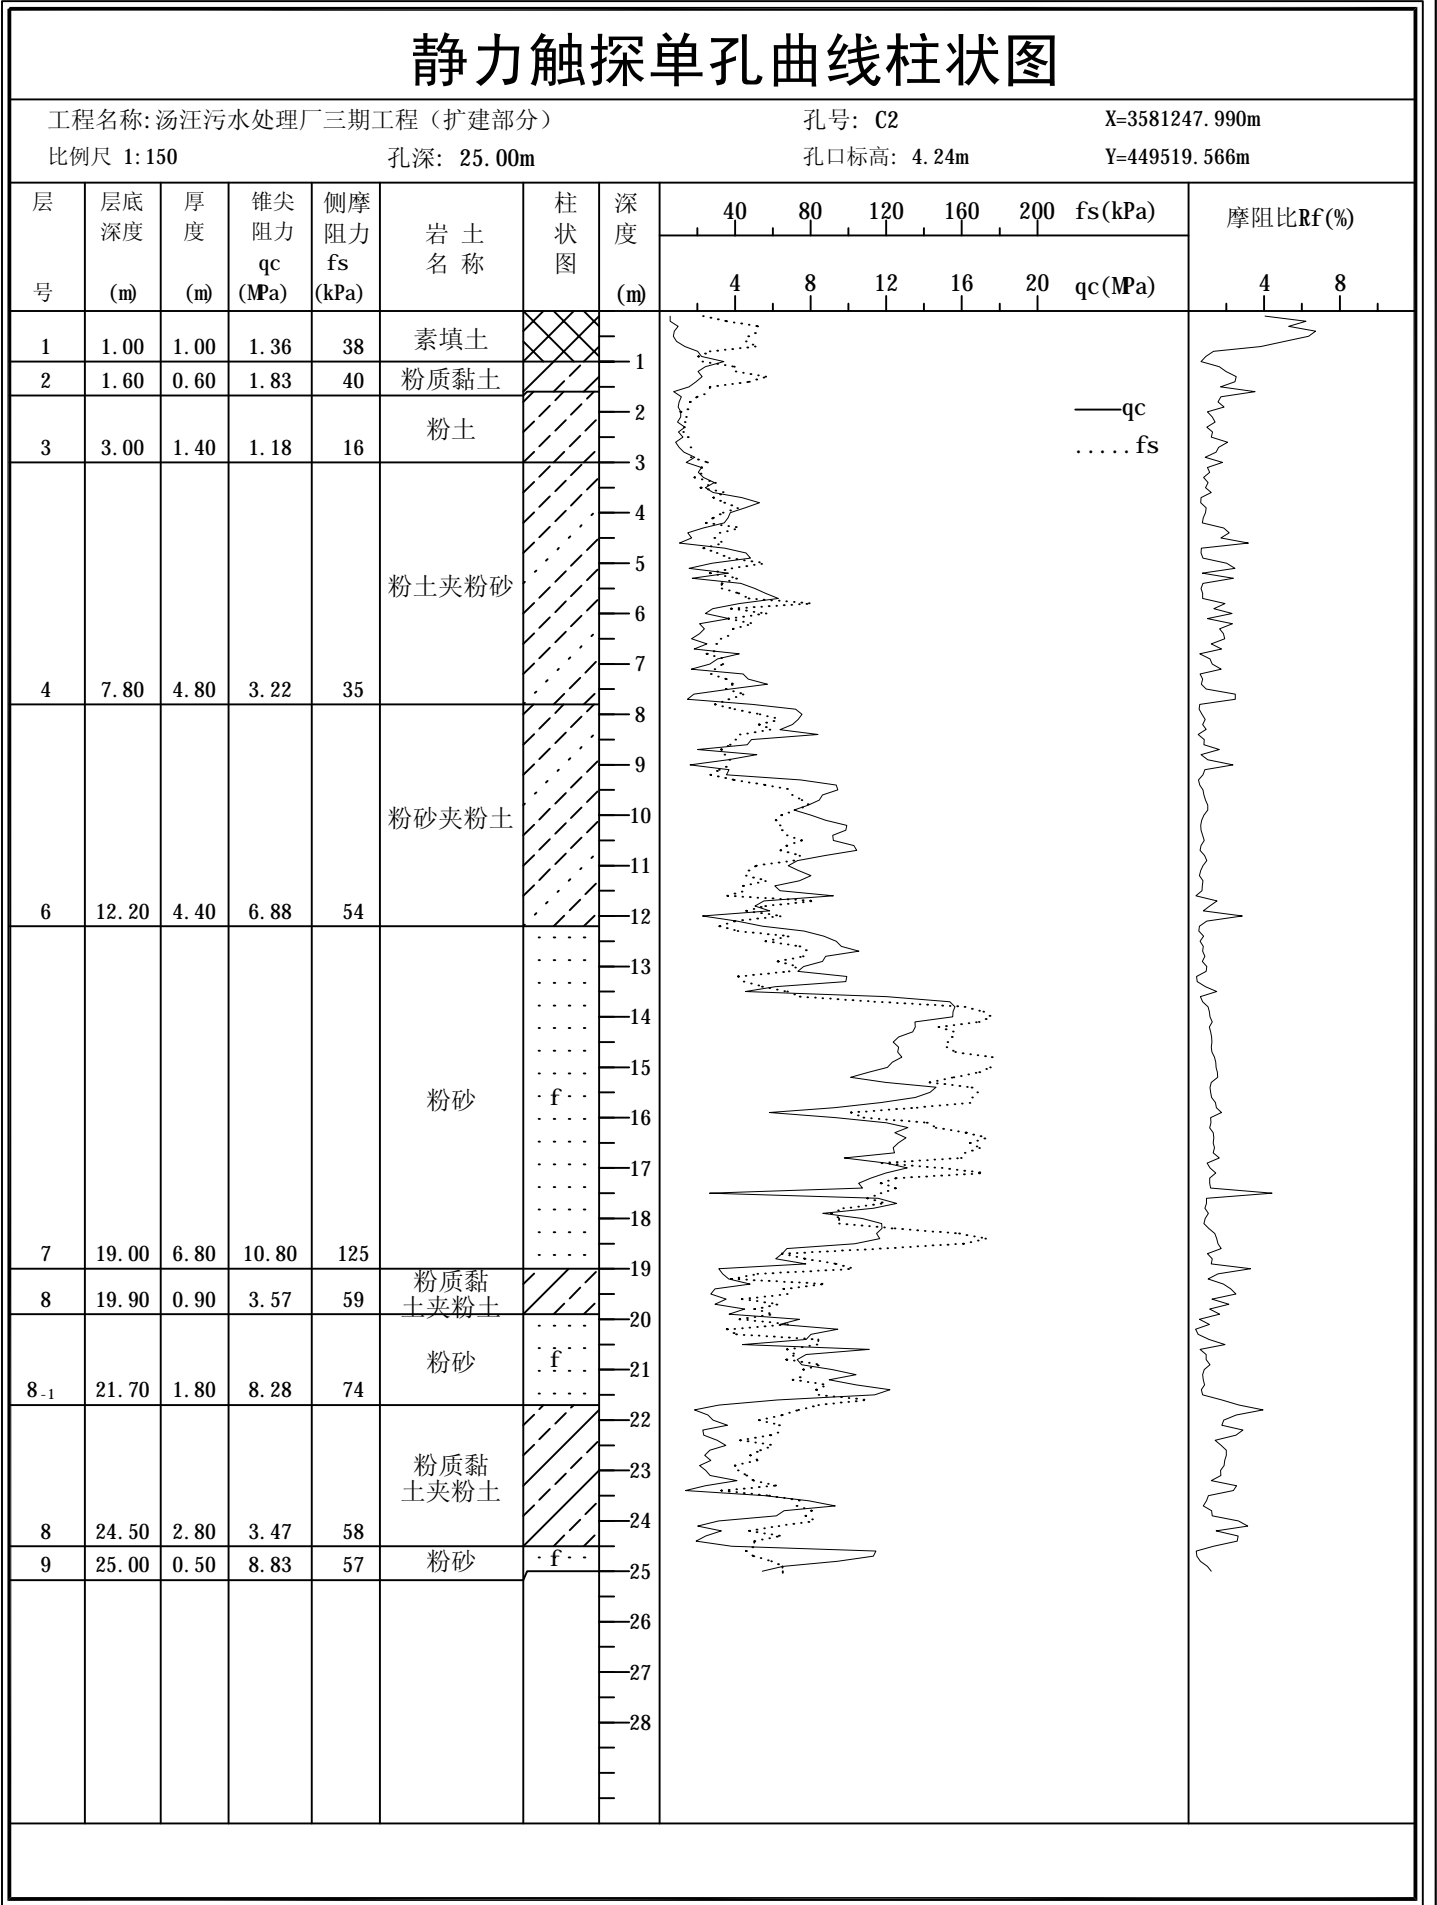 静力触探单孔曲线柱状图
工程名称:汤汪污水处理厂三期工程（扩建部分） 孔号: C2 X=3581247.990m
比例尺 1:150 孔深: 25.00m 孔口标高: 4.24m Y=449519.566m
层号
层底深度(m)
厚度(m)
锥尖阻力qc(MPa)
侧摩阻力fs(kPa)
岩土名称
柱状图
深度(m)
40 80 120 160 200 fs(kPa)
4 8 12 16 20 qc(MPa)
摩阻比Rf(%)
4 8
1 1.00 1.00 1.36 38 素填土
2 1.60 0.60 1.83 40 粉质黏土
3 3.00 1.40 1.18 16 粉土
4 7.80 4.80 3.22 35 粉土夹粉砂
6 12.20 4.40 6.88 54 粉砂夹粉土
7 19.00 6.80 10.80 125 粉砂 f
8 19.90 0.90 3.57 59 粉质黏土夹粉土
8-1 21.70 1.80 8.28 74 粉砂 f
8 24.50 2.80 3.47 58 粉质黏土夹粉土
9 25.00 0.50 8.83 57 粉砂 f
1
2
3
4
5
6
7
8
9
10
11
12
13
14
15
16
17
18
19
20
21
22
23
24
25
26
27
28
qc
.....fs